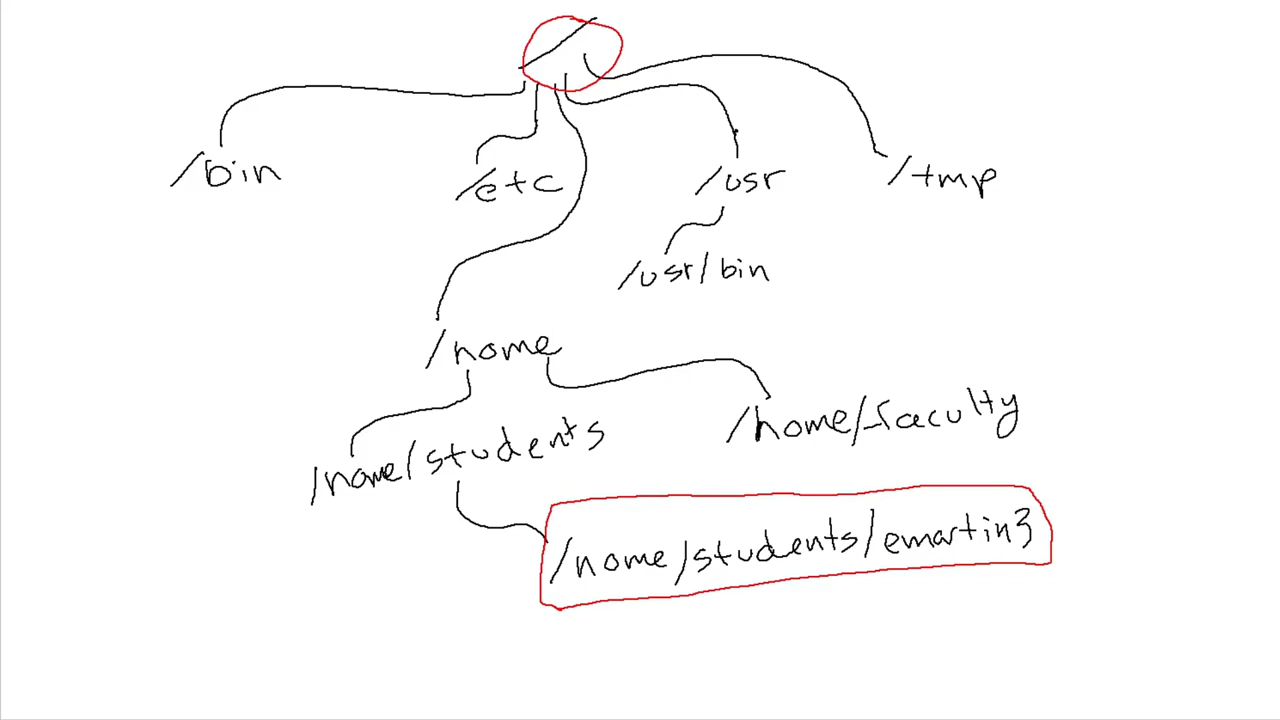 /
/bin
/etc
/usr
/tmp
/usr/bin
/home
/home/faculty
/home/students
/home/students/emartin3